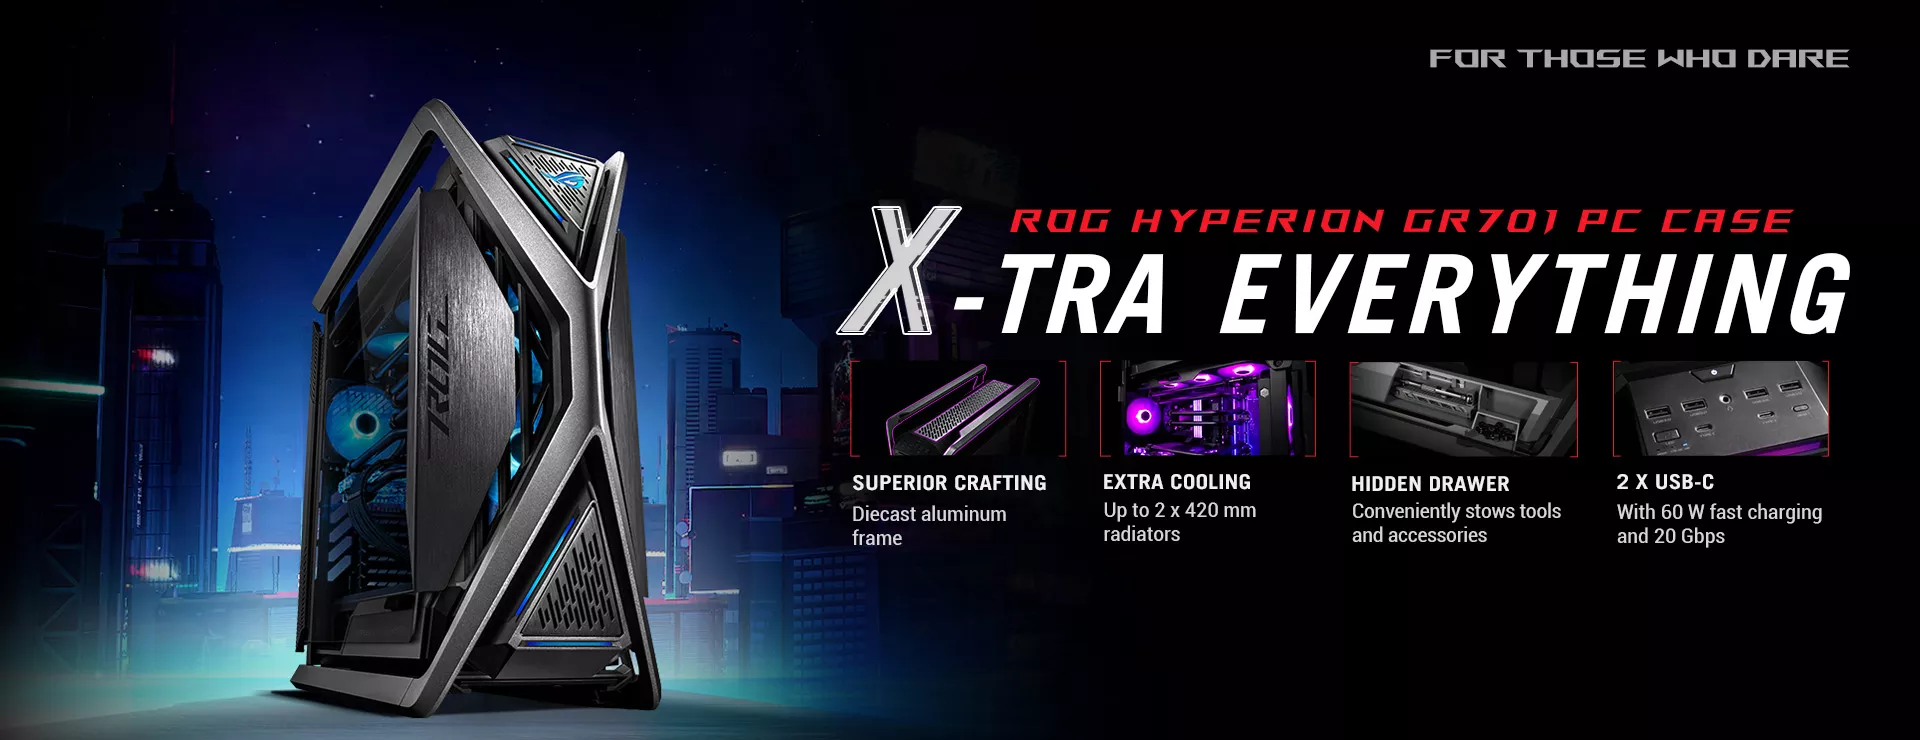 FOR THOSE WHO DARE
ROG HYPERION GR701 PC CASE
X-TRA EVERYTHING
ROG
SUPERIOR CRAFTING
Diecast aluminum
frame
EXTRA COOLING
Up to 2 x 420 mm
radiators
HIDDEN DRAWER
Conveniently stows tools
and accessories
2 X USB-C
With 60 W fast charging
and 20 Gbps